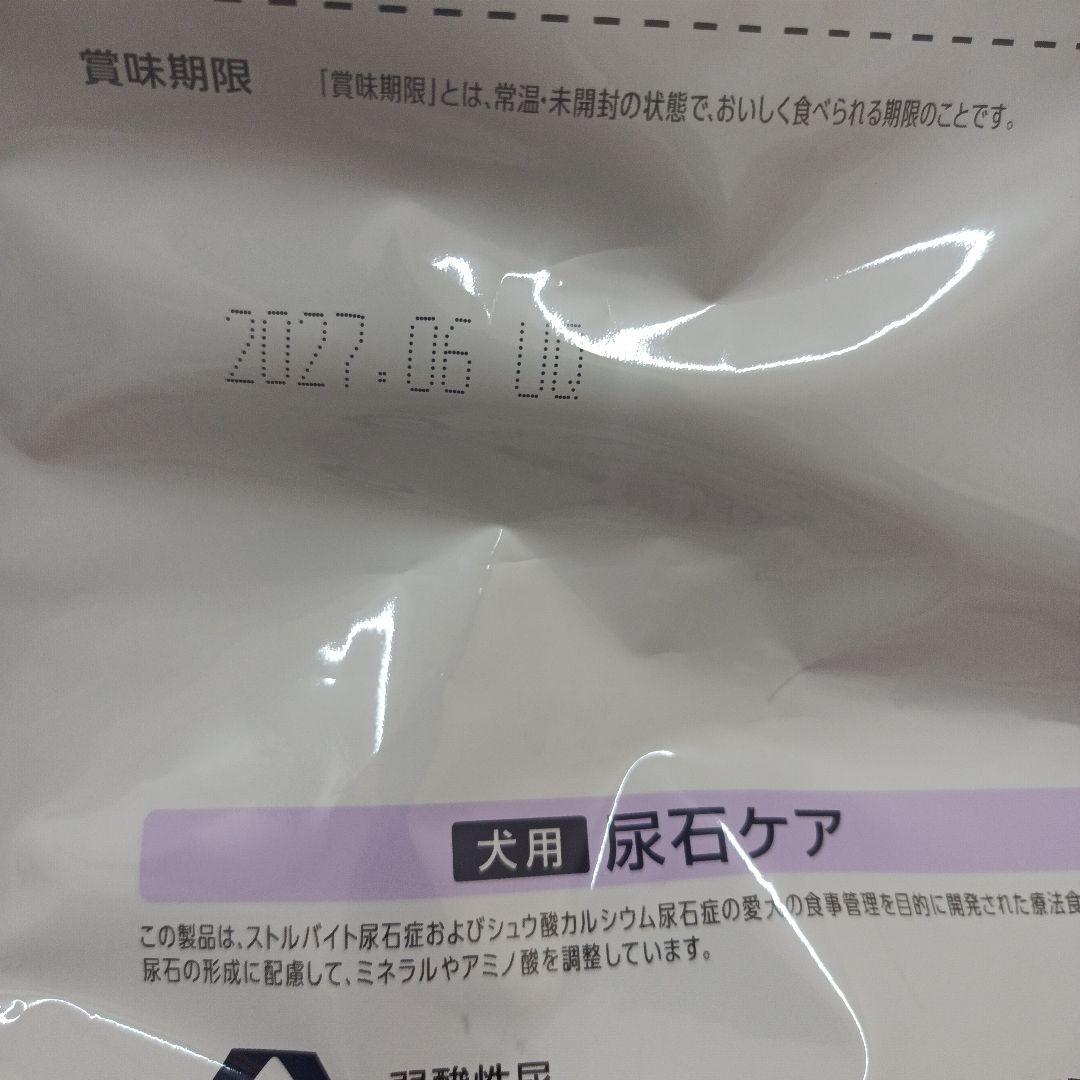 賞味期限
「賞味期限」とは、常温・未開封の状態で、おいしく食べられる期限のことです。
2027.06
犬用 尿石ケア
この製品は、ストルバイト尿石症およびシュウ酸カルシウム尿石症の愛犬の食事管理を目的に開発された療法食
尿石の形成に配慮して、ミネラルやアミノ酸を調整しています。
弱酸性尿